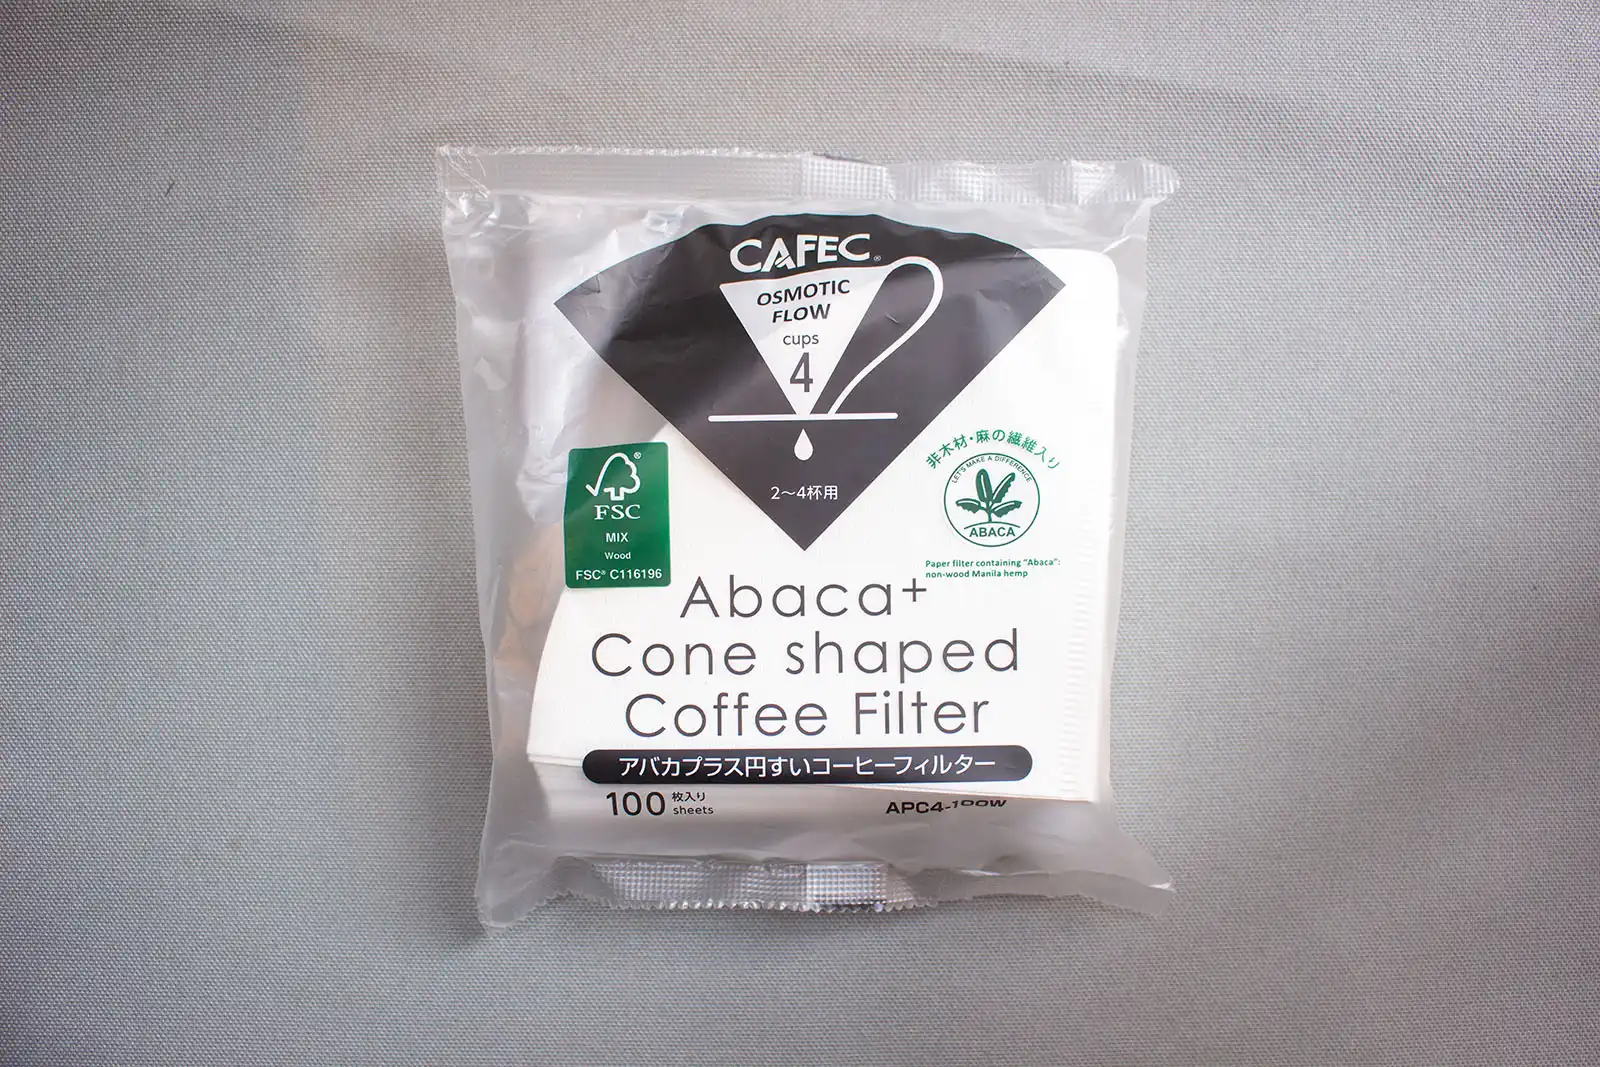 CAFEC®
OSMOTIC
FLOW
cups
4
2〜4杯用
FSC®
MIX
Wood
FSC® C116196
非木材・麻の繊維入り
LET'S MAKE A DIFFERENCE
ABACA
Paper filter containing “Abaca”:
non-wood Manila hemp
Abaca+
Cone shaped
Coffee Filter
アバカプラス円すいコーヒーフィルター
100 枚入り
sheets
APC4-100W